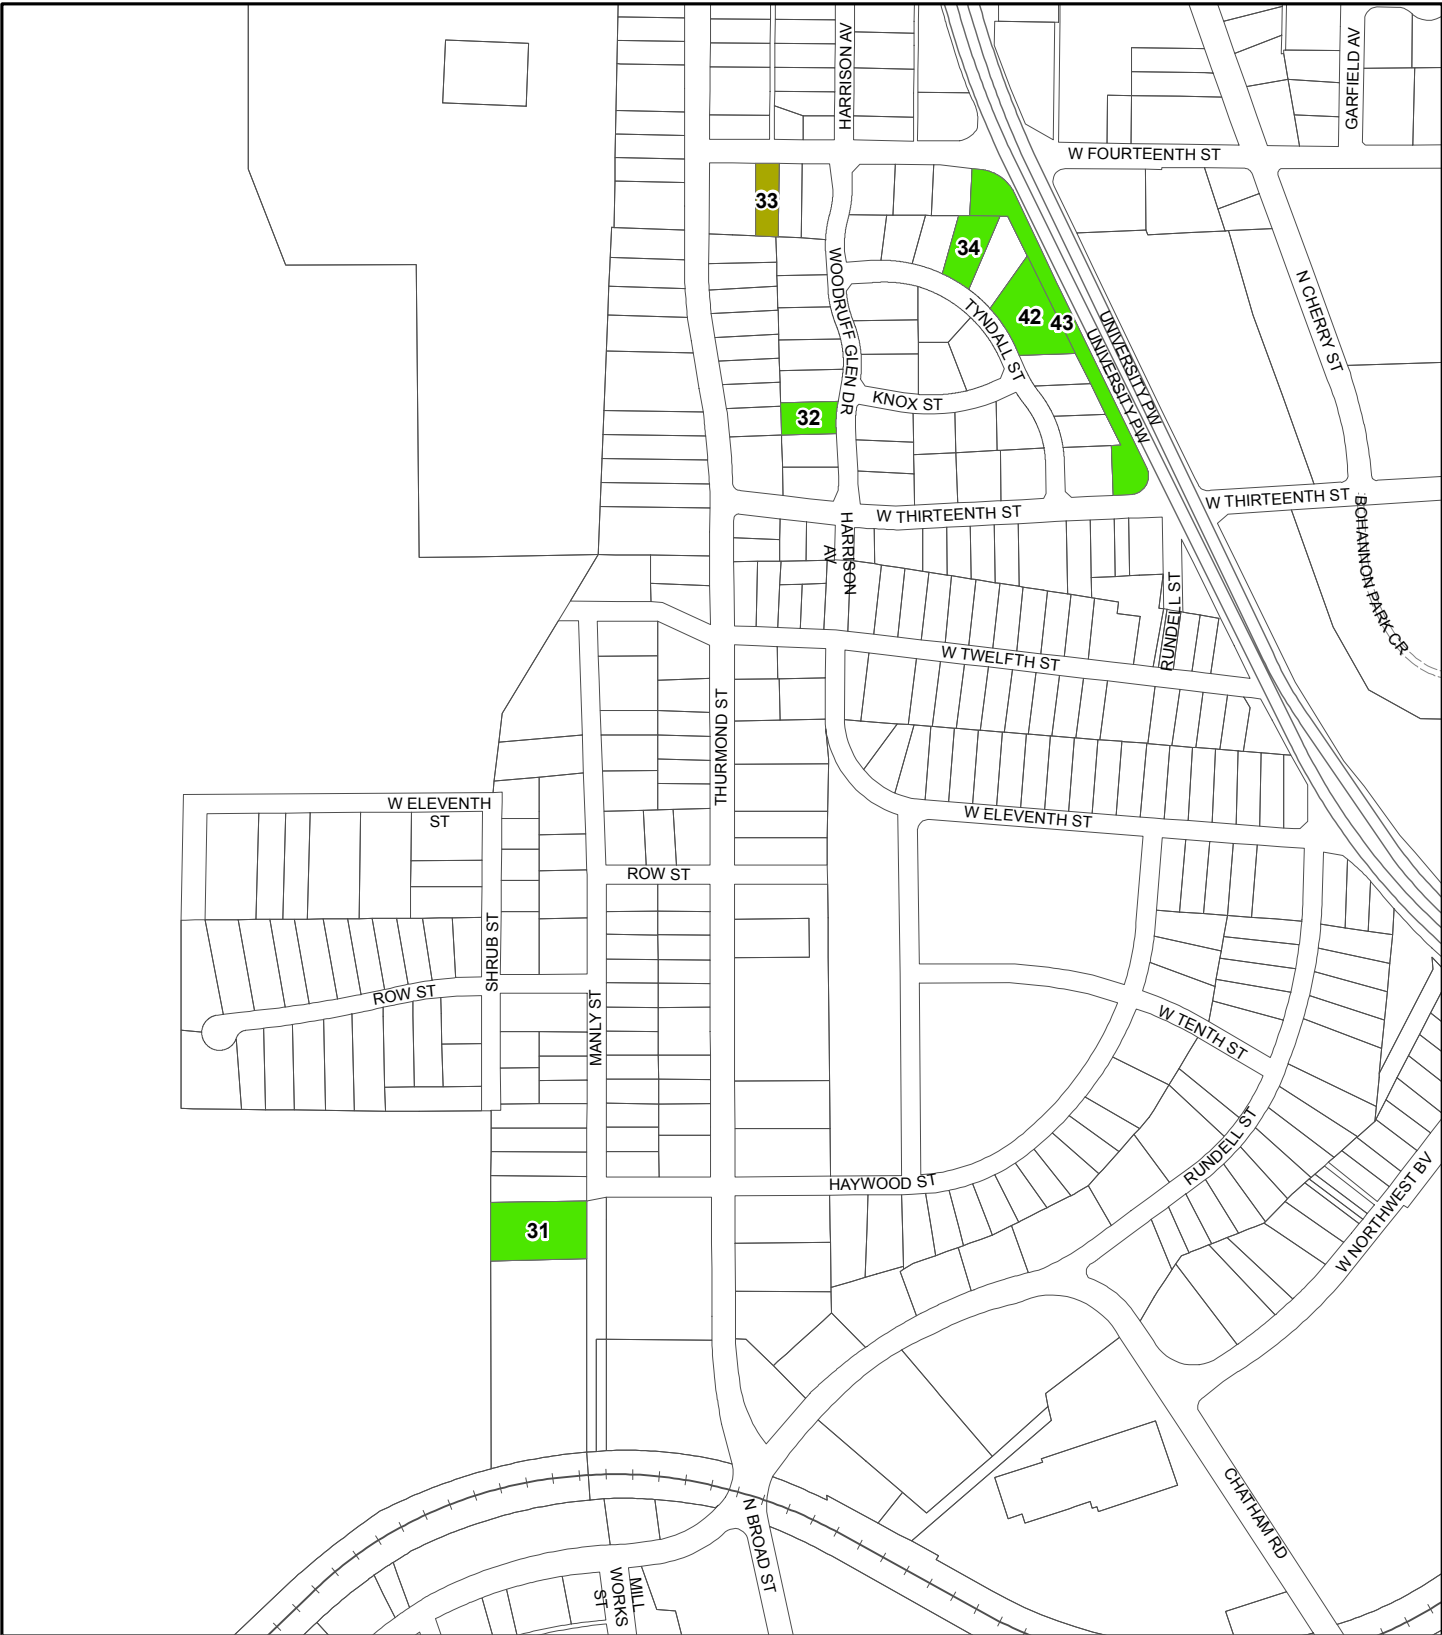 HARRISON AV
GARFIELD AV
W FOURTEENTH ST
33
34
WOODRUFF GLEN DR
N CHERRY ST
TYNDALL ST
42
43
UNIVERSITY PW
UNIVERSITY PW
KNOX ST
32
W THIRTEENTH ST
W THIRTEENTH ST
BOHANNON PARK CR
HARRISON
AV
RUNDELL ST
W TWELFTH ST
THURMOND ST
W ELEVENTH
ST
W ELEVENTH ST
ROW ST
SHRUB ST
ROW ST
MANLY ST
W TENTH ST
RUNDELL ST
HAYWOOD ST
W NORTHWEST BV
31
CHATHAM RD
N BROAD ST
MILL
WORKS
ST